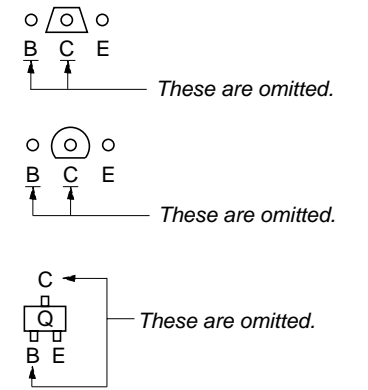 B C E
These are omitted.
B C E
These are omitted.
C
Q
These are omitted.
B E